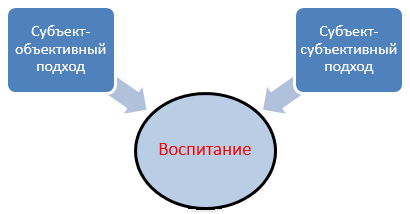 Субъект-
объективный
подход
Субъект-
субъективный
подход
Воспитание